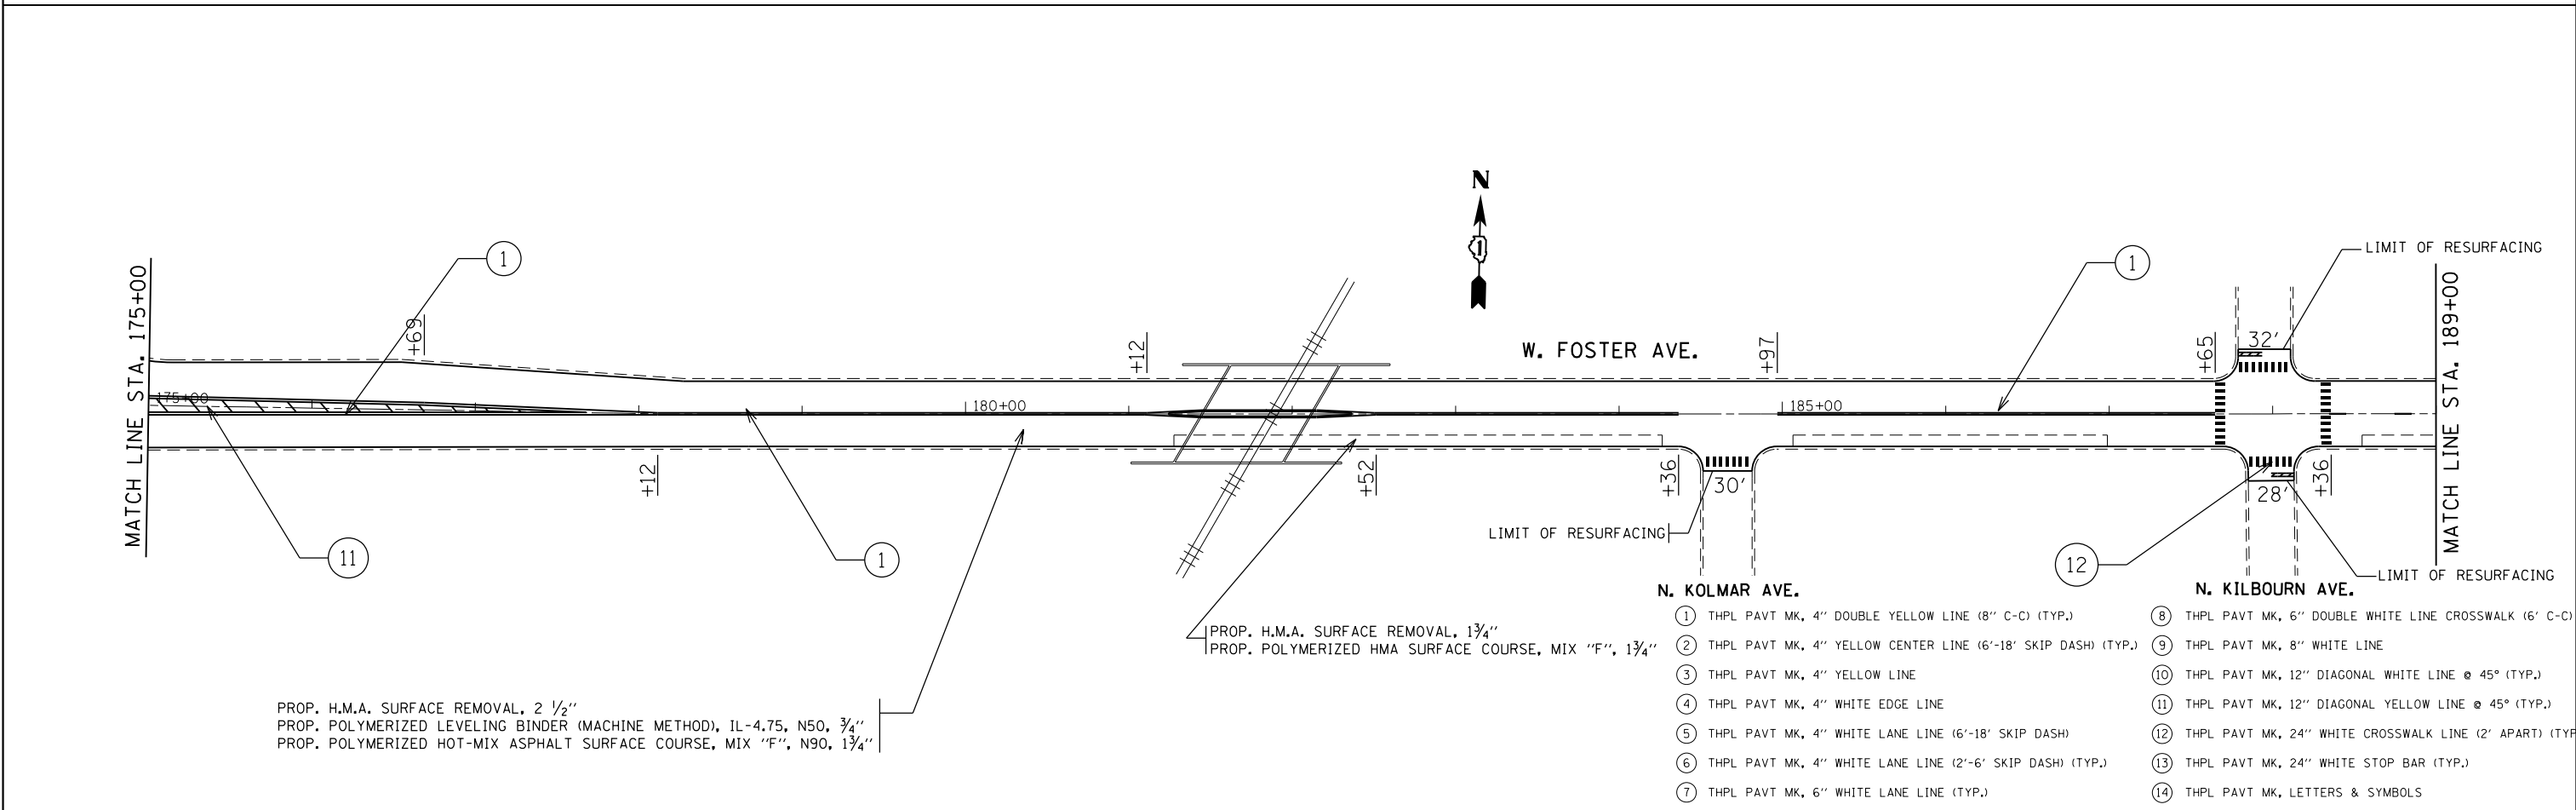 N
1
1
1
LIMIT OF RESURFACING
MATCH LINE STA. 175+00
+69
+12
W. FOSTER AVE.
+97
+65
32'
MATCH LINE STA. 189+00
175+00
180+00
185+00
+12
+52
+36
30'
28'
+36
11
1
LIMIT OF RESURFACING
12
LIMIT OF RESURFACING
N. KOLMAR AVE.
N. KILBOURN AVE.
PROP. H.M.A. SURFACE REMOVAL, 1¾"
PROP. POLYMERIZED HMA SURFACE COURSE, MIX "F", 1¾"
PROP. H.M.A. SURFACE REMOVAL, 2 ½"
PROP. POLYMERIZED LEVELING BINDER (MACHINE METHOD), IL-4.75, N50, ¾"
PROP. POLYMERIZED HOT-MIX ASPHALT SURFACE COURSE, MIX "F", N90, 1¾"
1 THPL PAVT MK, 4" DOUBLE YELLOW LINE (8" C-C) (TYP.)
2 THPL PAVT MK, 4" YELLOW CENTER LINE (6'-18' SKIP DASH) (TYP.)
3 THPL PAVT MK, 4" YELLOW LINE
4 THPL PAVT MK, 4" WHITE EDGE LINE
5 THPL PAVT MK, 4" WHITE LANE LINE (6'-18' SKIP DASH)
6 THPL PAVT MK, 4" WHITE LANE LINE (2'-6' SKIP DASH) (TYP.)
7 THPL PAVT MK, 6" WHITE LANE LINE (TYP.)
8 THPL PAVT MK, 6" DOUBLE WHITE LINE CROSSWALK (6' C-C)
9 THPL PAVT MK, 8" WHITE LINE
10 THPL PAVT MK, 12" DIAGONAL WHITE LINE @ 45° (TYP.)
11 THPL PAVT MK, 12" DIAGONAL YELLOW LINE @ 45° (TYP.)
12 THPL PAVT MK, 24" WHITE CROSSWALK LINE (2' APART) (TYP
13 THPL PAVT MK, 24" WHITE STOP BAR (TYP.)
14 THPL PAVT MK, LETTERS & SYMBOLS